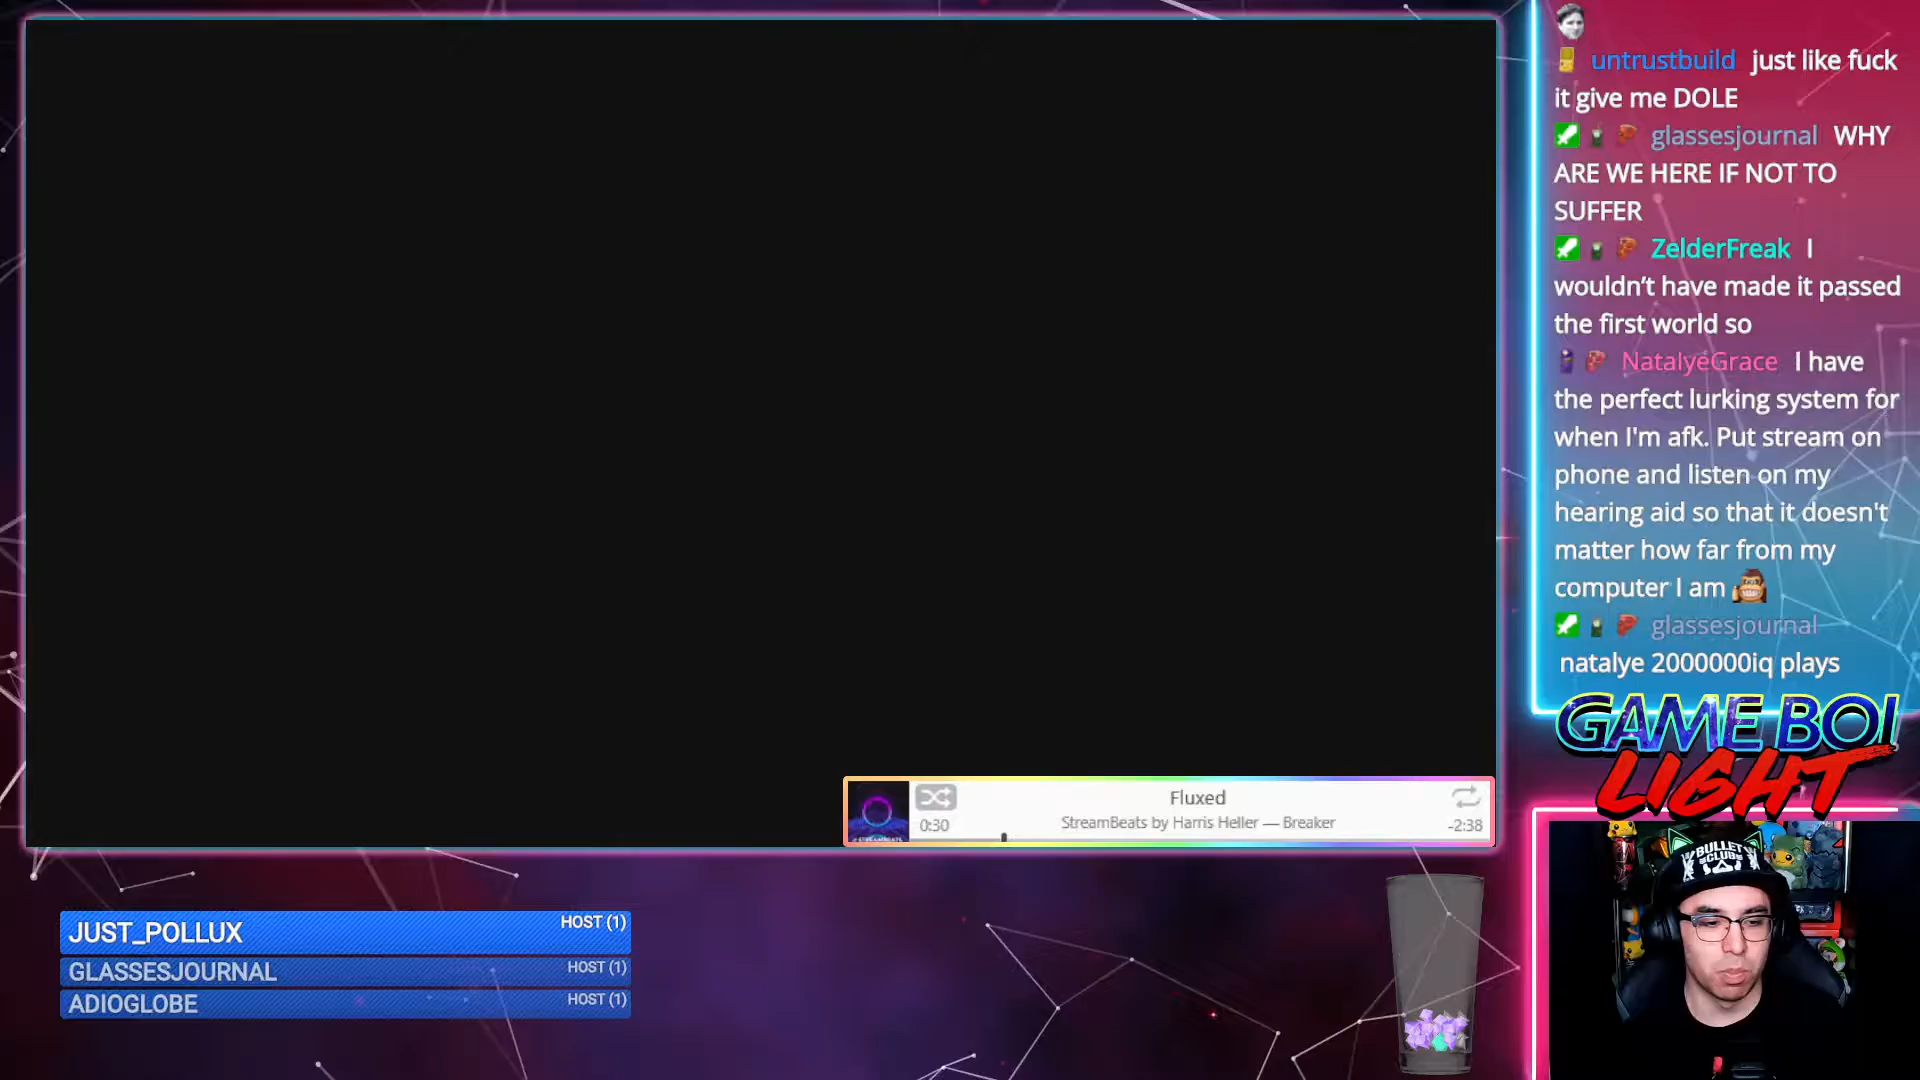 untrustbuild just like fuck
it give me DOLE
glassesjournal WHY
ARE WE HERE IF NOT TO
SUFFER
ZelderFreak I
wouldn't have made it passed
the first world so
NatalyeGrace I have
the perfect lurking system for
when I'm afk. Put stream on
phone and listen on my
hearing aid so that it doesn't
matter how far from my
computer I am
glassesjournal
natalye 2000000iq plays
GAME BOI
LIGHT
Fluxed
0:30 StreamBeats by Harris Heller — Breaker -2:38
BULLET
CLUB
JUST_POLLUX HOST (1)
GLASSESJOURNAL HOST (1)
ADIOGLOBE HOST (1)